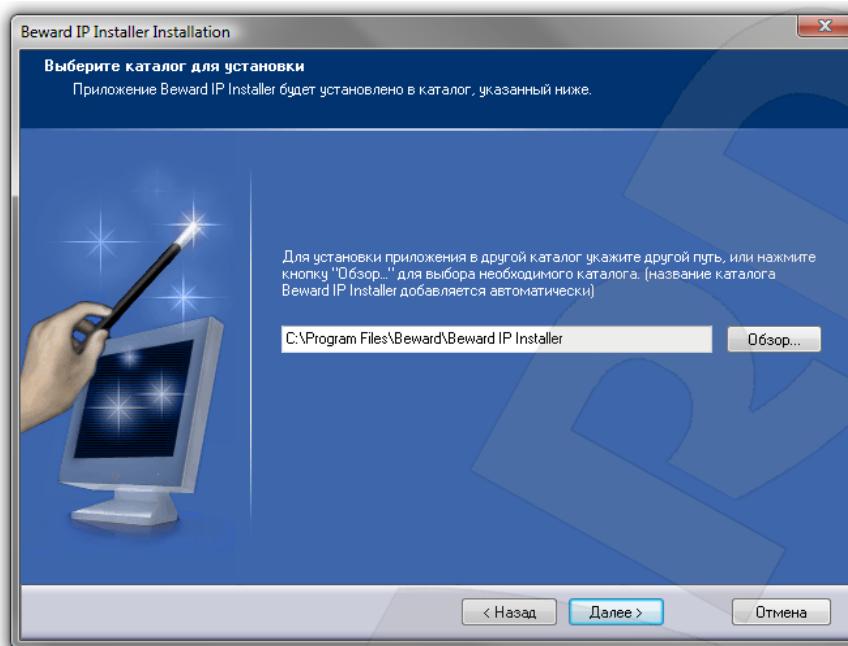 Beward IP Installer Installation
Выберите каталог для установки
Приложение Beward IP Installer будет установлено в каталог, указанный ниже.
Для установки приложения в другой каталог укажите другой путь, или нажмите
кнопку "Обзор..." для выбора необходимого каталога. (название каталога
Beward IP Installer добавляется автоматически)
C:\Program Files\Beward\Beward IP Installer
Обзор...
< Назад
Далее >
Отмена